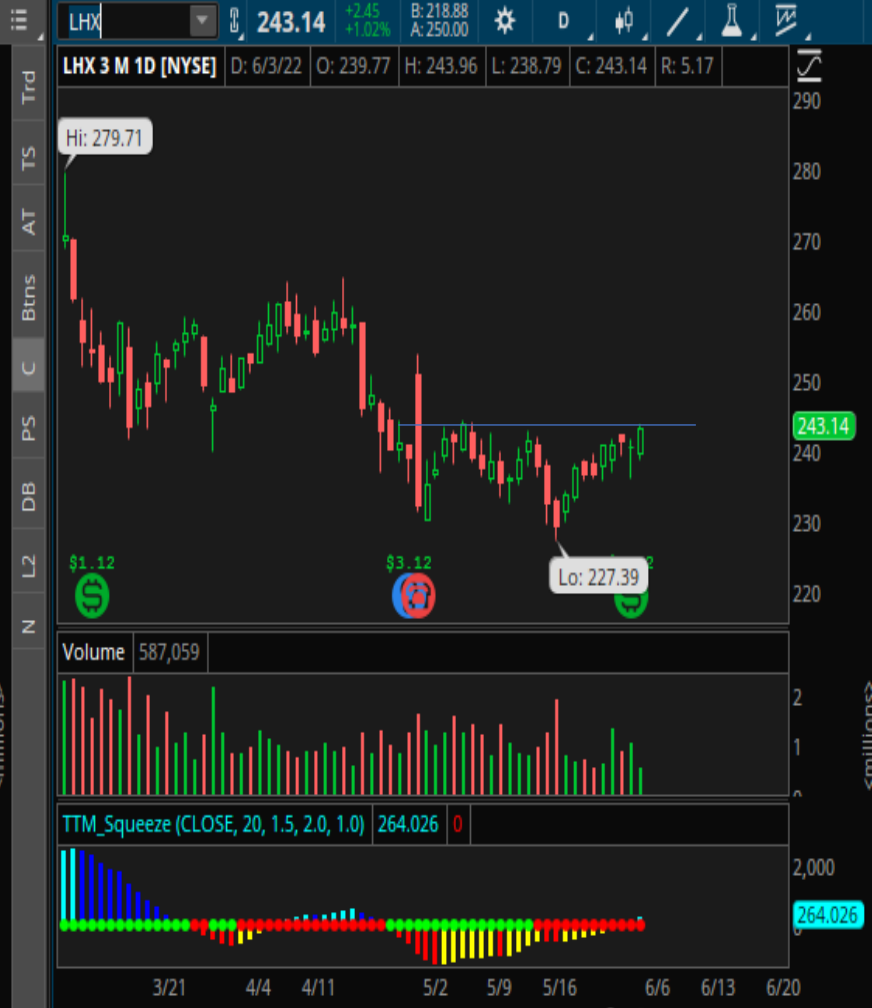 LHX
243.14
+2.45
+1.02%
B: 218.88
A: 250.00
D
LHX 3 M 1D [NYSE] D: 6/3/22 O: 239.77 H: 243.96 L: 238.79 C: 243.14 R: 5.17
Trd
TS
AT
Btns
C
PS
DB
L2
N
290
Hi: 279.71
280
270
260
250
243.14
240
230
$1.12
$3.12
2
Lo: 227.39
220
Volume 587,059
2
1
0
<millions>
TTM_Squeeze (CLOSE, 20, 1.5, 2.0, 1.0) 264.026 0
2,000
264.026
3/21 4/4 4/11 5/2 5/9 5/16 6/6 6/13 6/20